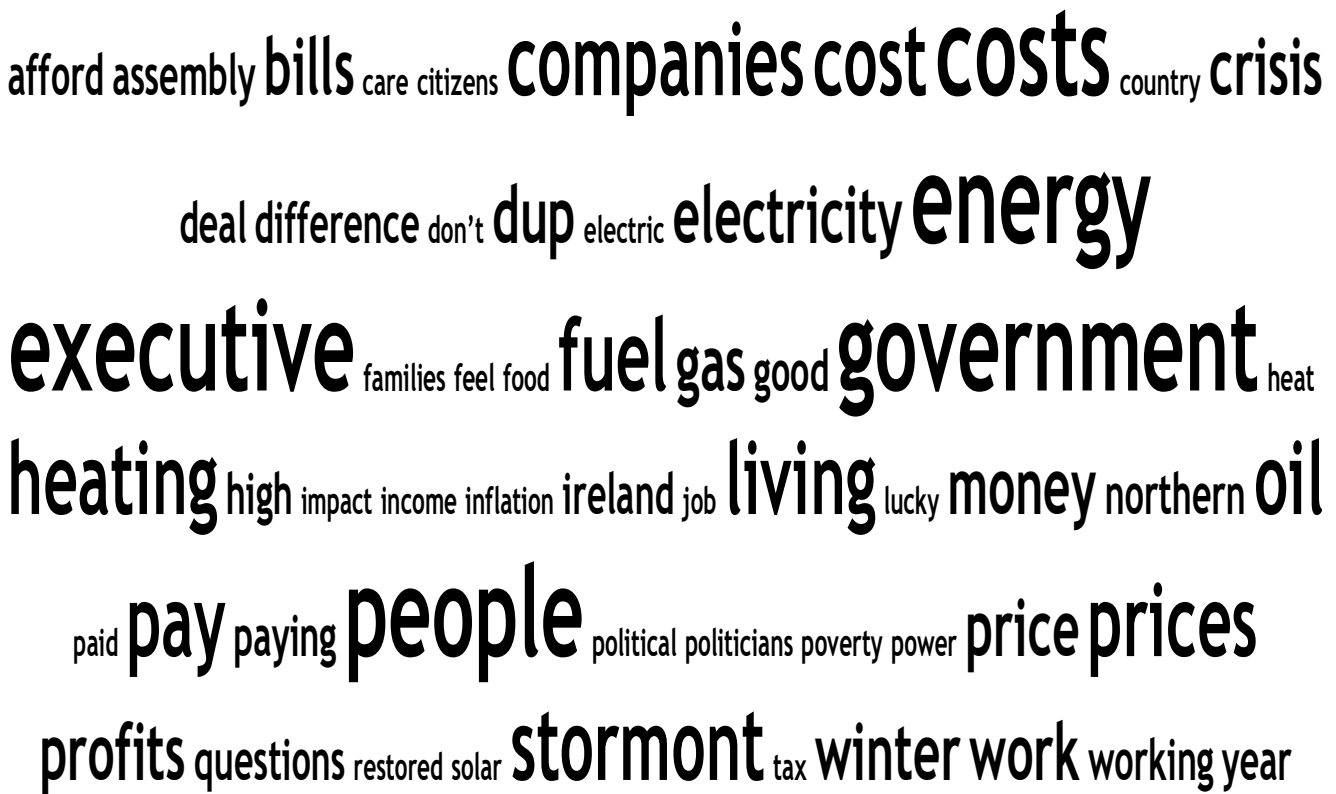 afford assembly bills care citizens companies cost costs country crisis
deal difference don’t dup electric electricity energy
executive families feel food fuel gas good government heat
heating high impact income inflation ireland job living lucky money northern oil
paid pay paying people political politicians poverty power price prices
profits questions restored solar stormont tax winter work working year